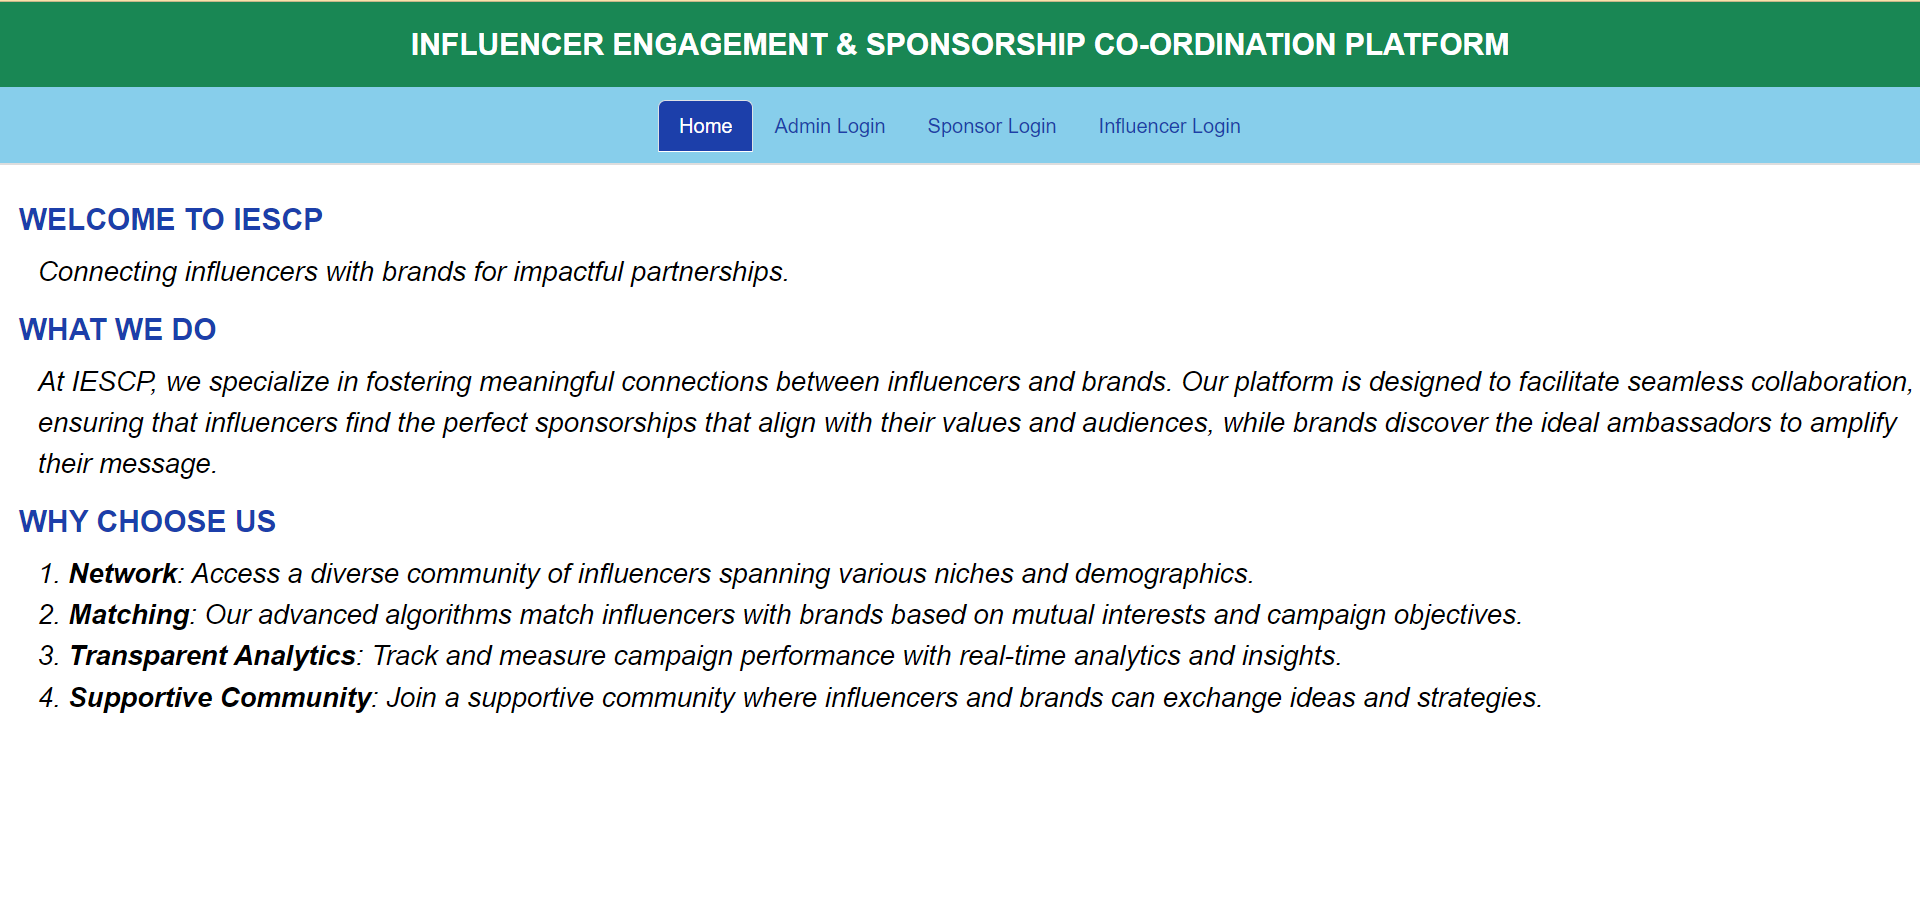 INFLUENCER ENGAGEMENT & SPONSORSHIP CO-ORDINATION PLATFORM
Home Admin Login Sponsor Login Influencer Login
WELCOME TO IESCP
Connecting influencers with brands for impactful partnerships.
WHAT WE DO
At IESCP, we specialize in fostering meaningful connections between influencers and brands. Our platform is designed to facilitate seamless collaboration,
ensuring that influencers find the perfect sponsorships that align with their values and audiences, while brands discover the ideal ambassadors to amplify
their message.
WHY CHOOSE US
1. Network: Access a diverse community of influencers spanning various niches and demographics.
2. Matching: Our advanced algorithms match influencers with brands based on mutual interests and campaign objectives.
3. Transparent Analytics: Track and measure campaign performance with real-time analytics and insights.
4. Supportive Community: Join a supportive community where influencers and brands can exchange ideas and strategies.